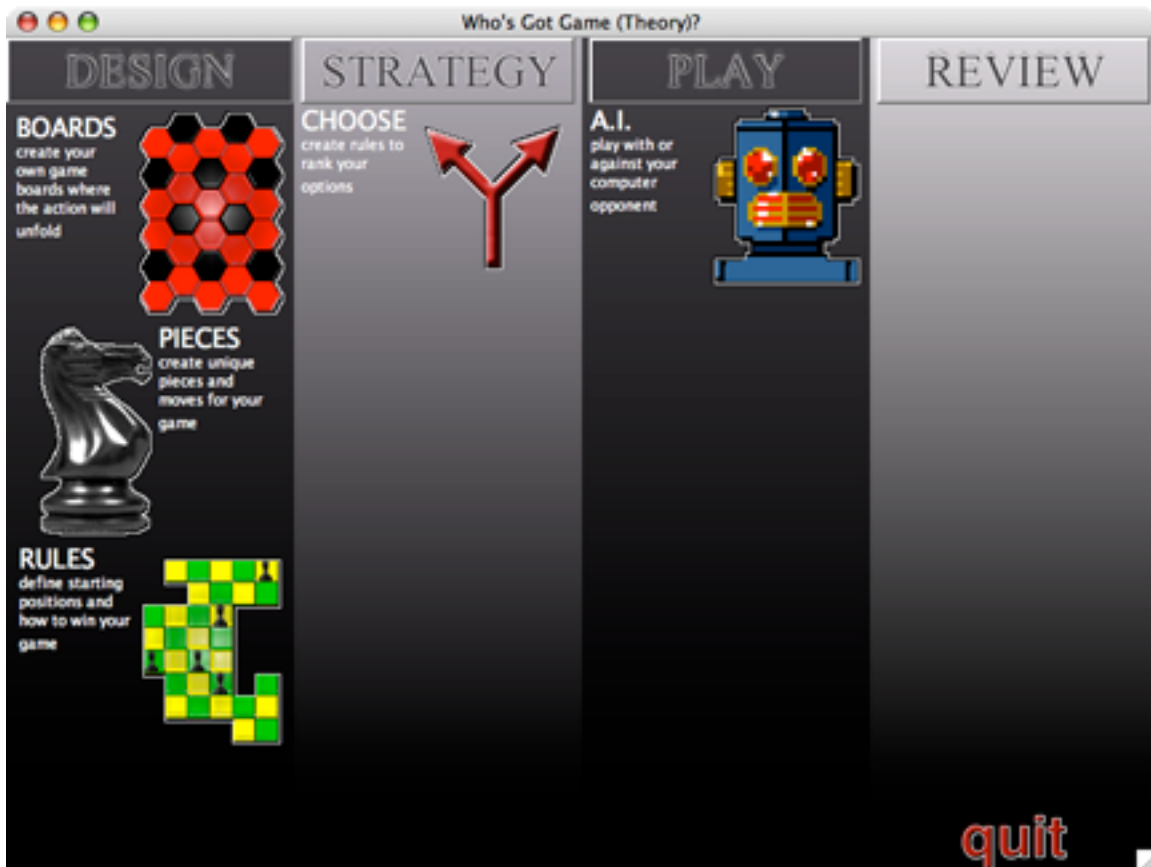 Who's Got Game (Theory)?
DESIGN
STRATEGY
PLAY
REVIEW
BOARDS
create your
own game
boards where
the action will
unfold
PIECES
create unique
pieces and
moves for your
game
RULES
define starting
positions and
how to win your
game
CHOOSE
create rules to
rank your
options
A.I.
play with or
against your
computer
opponent
quit